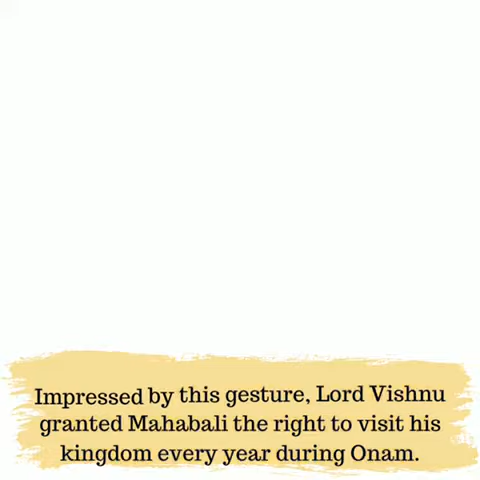 Impressed by this gesture, Lord Vishnu
granted Mahabali the right to visit his
kingdom every year during Onam.